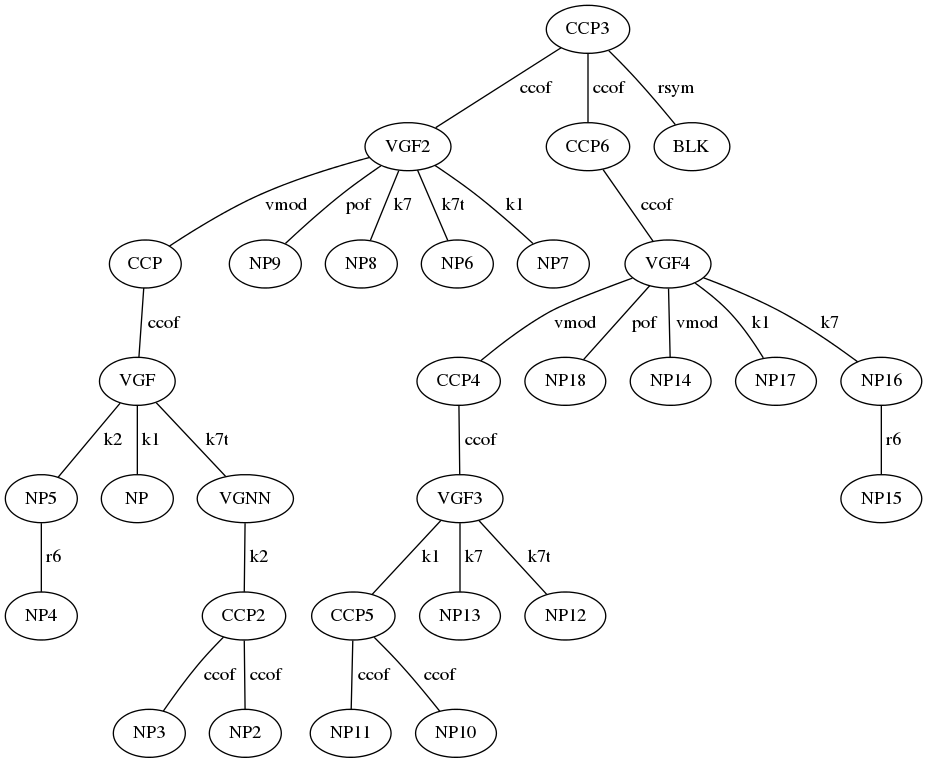 CCP3
ccof ccof rsym
VGF2 CCP6 BLK
vmod pof k7 k7t k1 ccof
CCP NP9 NP8 NP6 NP7 VGF4
ccof vmod pof vmod k1 k7
VGF CCP4 NP18 NP14 NP17 NP16
k2 k1 k7t ccof r6
NP5 NP VGNN VGF3 NP15
r6 k2 k1 k7 k7t
NP4 CCP2 CCP5 NP13 NP12
ccof ccof ccof ccof
NP3 NP2 NP11 NP10